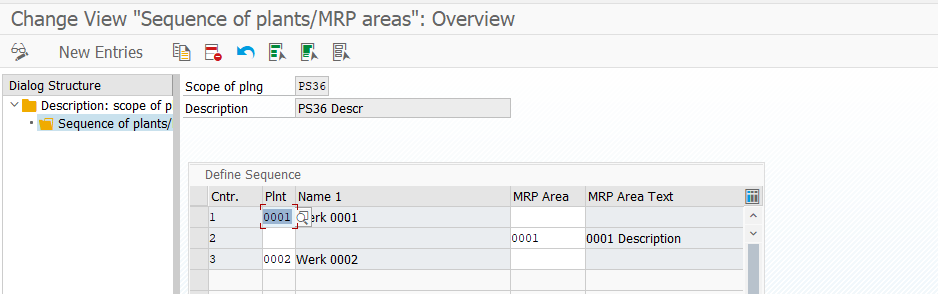 Change View "Sequence of plants/MRP areas": Overview
New Entries
Dialog Structure
Description: scope of p
Sequence of plants/
Scope of plng PS36
Description PS36 Descr
Define Sequence
Cntr. Plnt Name 1 MRP Area MRP Area Text
1 0001 erk 0001
2 0001 0001 Description
3 0002 Werk 0002